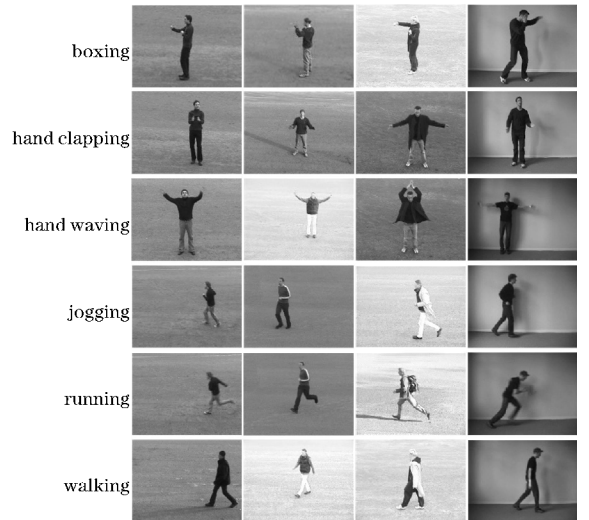 boxing
hand clapping
hand waving
jogging
running
walking